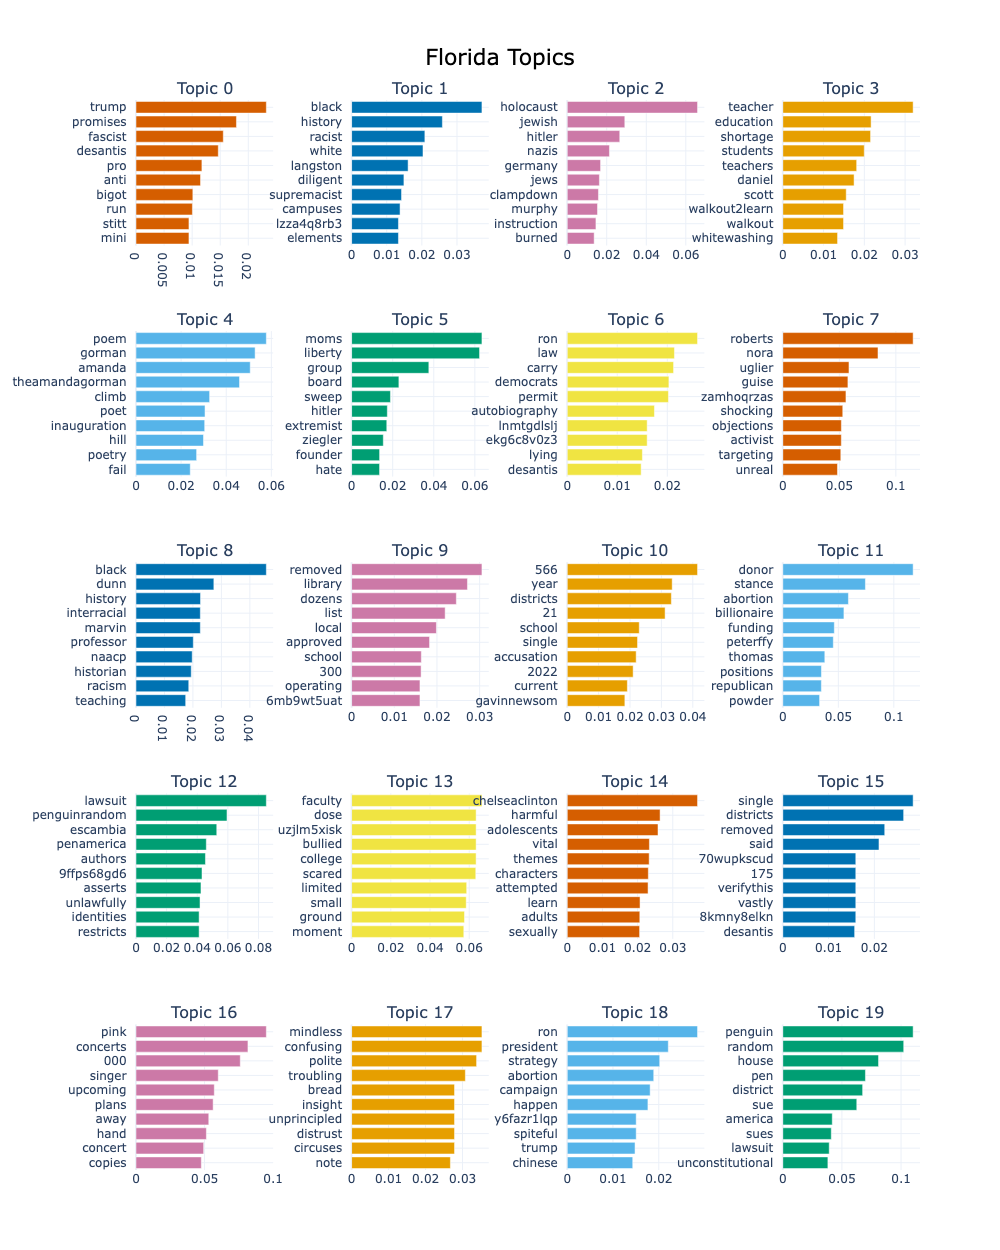 Florida Topics
Topic 0
trump
promises
fascist
desantis
pro
anti
bigot
run
stitt
mini
0 0.005 0.01 0.015 0.02
Topic 1
black
history
racist
white
langston
diligent
supremacist
campuses
lzza4q8rb3
elements
0 0.01 0.02 0.03
Topic 2
holocaust
jewish
hitler
nazis
germany
jews
clampdown
murphy
instruction
burned
0 0.02 0.04 0.06
Topic 3
teacher
education
shortage
students
teachers
daniel
scott
walkout2learn
walkout
whitewashing
0 0.01 0.02 0.03
Topic 4
poem
gorman
amanda
theamandagorman
climb
poet
inauguration
hill
poetry
fail
0 0.02 0.04 0.06
Topic 5
moms
liberty
group
board
sweep
hitler
extremist
ziegler
founder
hate
0 0.02 0.04 0.06
Topic 6
ron
law
carry
democrats
permit
autobiography
lnmtgdlslj
ekg6c8v0z3
lying
desantis
0 0.01 0.02
Topic 7
roberts
nora
uglier
guise
zamhoqrzas
shocking
objections
activist
targeting
unreal
0 0.05 0.1
Topic 8
black
dunn
history
interracial
marvin
professor
naacp
historian
racism
teaching
0 0.01 0.02 0.03 0.04
Topic 9
removed
library
dozens
list
local
approved
school
300
operating
6mb9wt5uat
0 0.01 0.02 0.03
Topic 10
566
year
districts
21
school
single
accusation
2022
current
gavinnewsom
0 0.01 0.02 0.03 0.04
Topic 11
donor
stance
abortion
billionaire
funding
peterffy
thomas
positions
republican
powder
0 0.05 0.1
Topic 12
lawsuit
penguinrandom
escambia
penamerica
authors
9ffps68gd6
asserts
unlawfully
identities
restricts
0 0.02 0.04 0.06 0.08
Topic 13
faculty
dose
uzjlm5xisk
bullied
college
scared
limited
small
ground
moment
0 0.02 0.04 0.06
Topic 14
chelseaclinton
harmful
adolescents
vital
themes
characters
attempted
learn
adults
sexually
0 0.01 0.02 0.03
Topic 15
single
districts
removed
said
70wupkscud
175
verifythis
vastly
8kmny8elkn
desantis
0 0.01 0.02
Topic 16
pink
concerts
000
singer
upcoming
plans
away
hand
concert
copies
0 0.05 0.1
Topic 17
mindless
confusing
polite
troubling
bread
insight
unprincipled
distrust
circuses
note
0 0.01 0.02 0.03
Topic 18
ron
president
strategy
abortion
campaign
happen
y6fazr1lqp
spiteful
trump
chinese
0 0.01 0.02
Topic 19
penguin
random
house
pen
district
sue
america
sues
lawsuit
unconstitutional
0 0.05 0.1